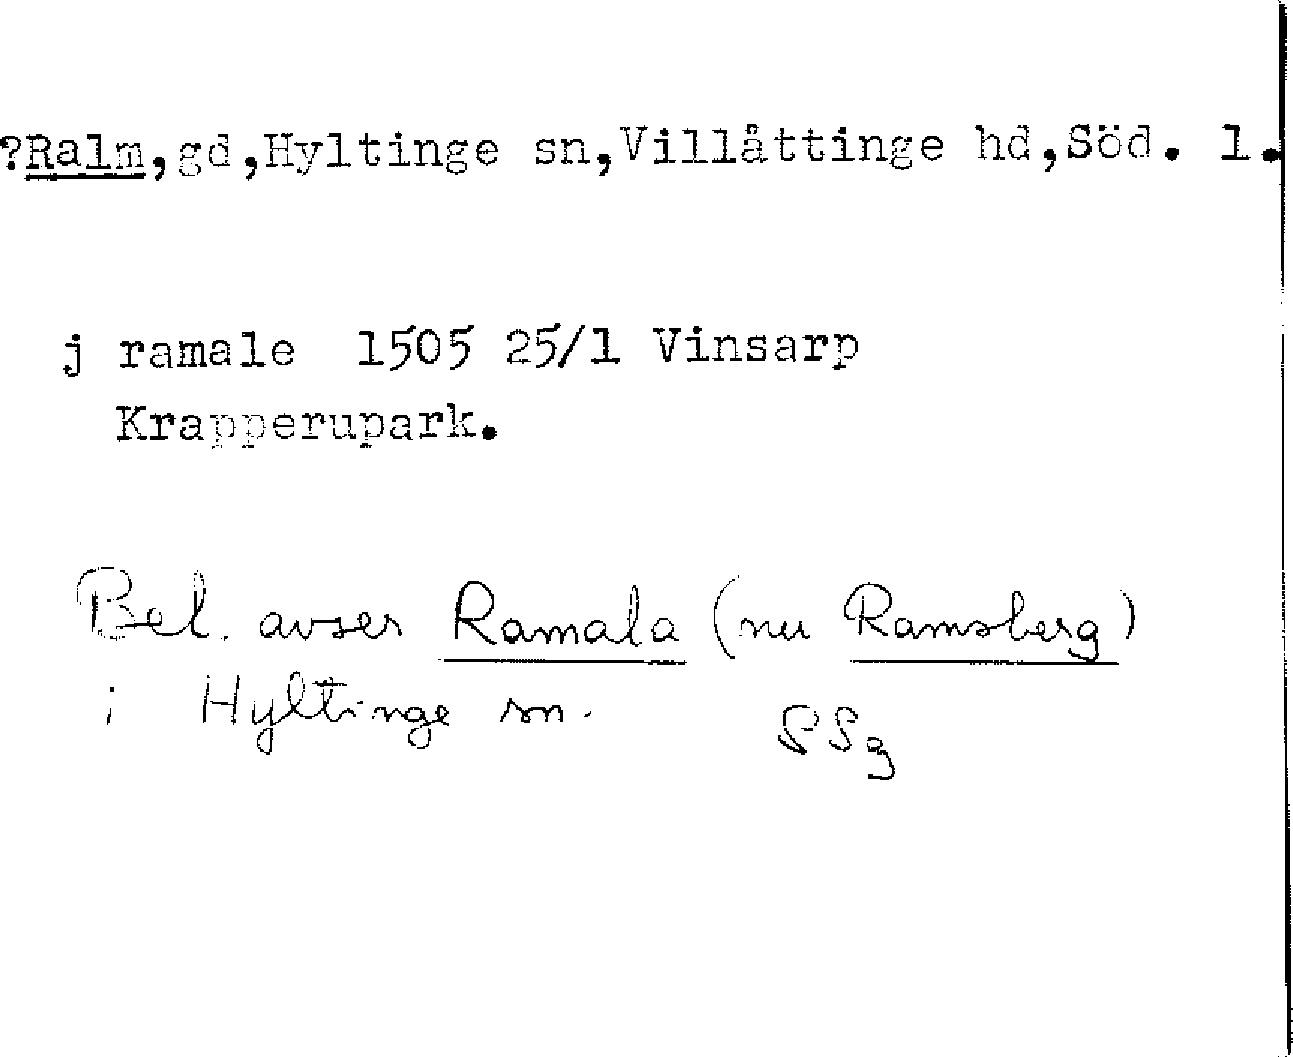 ?Ralm,gd,Hyltinge sn,Villåttinge hd,Söd. l.
j ramale 1505 25/1 Vinsarp
Krapperupark.
Bel. avser Ramala (nu Ramsberg)
i Hyltinge sn. SSg